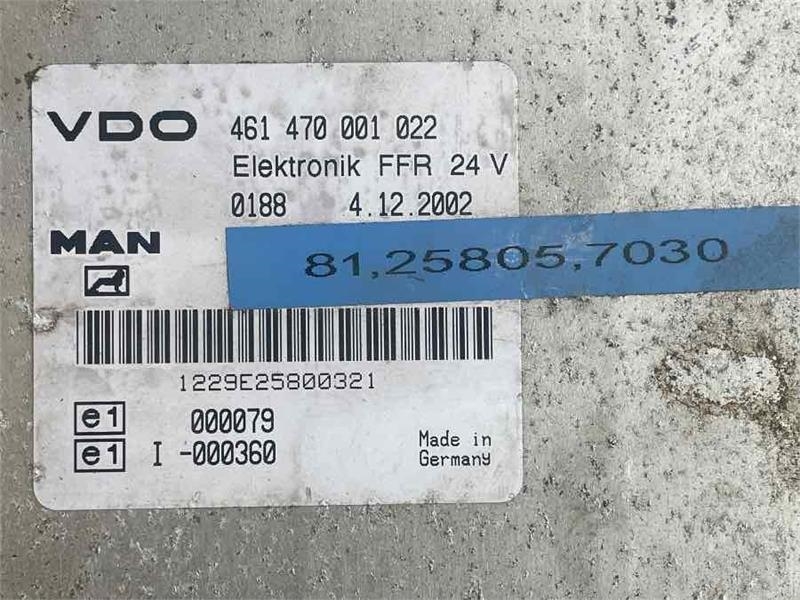 VDO 461 470 001 022
Elektronik FFR 24 V
0188 4.12.2002
MAN
81,25805,7030
1229E25800321
e1 000079
e1 I -000360
Made in
Germany